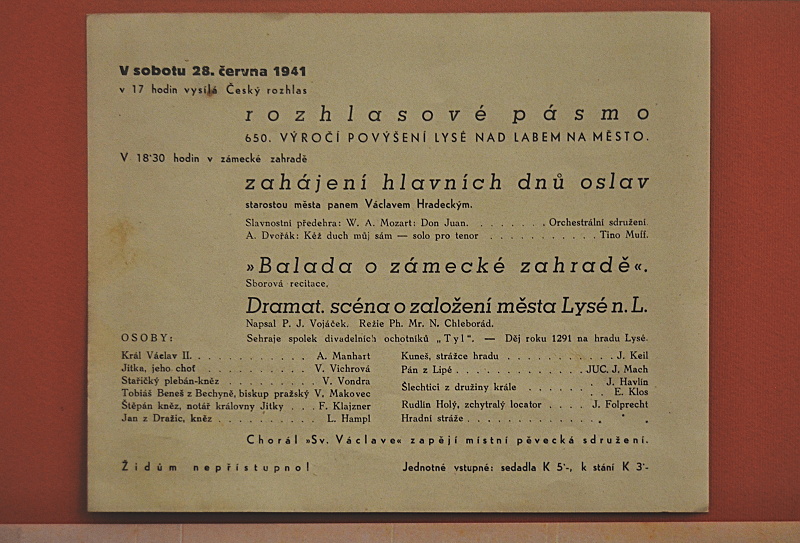 V sobotu 28. června 1941
v 17 hodin vysílá Český rozhlas
rozhlasové pásmo
650. VÝROČÍ POVÝŠENÍ LYSÉ NAD LABEM NA MĚSTO.
V 18·30 hodin v zámecké zahradě
zahájení hlavních dnů oslav
starostou města panem Václavem Hradeckým.
Slavnostní předehra: W. A. Mozart: Don Juan. . . . . . . . Orchestrální sdružení.
A. Dvořák: Kéž duch můj sám — solo pro tenor . . . . . . . . . . . Tino Muff.
»Balada o zámecké zahradě«.
Sborová recitace.
Dramat. scéna o založení města Lysé n. L.
Napsal P. J. Vojáček. Režie Ph. Mr. N. Chleborád.
OSOBY: Sehraje spolek divadelních ochotníků „Tyl“. — Děj roku 1291 na hradu Lysé.
Král Václav II. . . . . . . . . . . . A. Manhart
Jitka, jeho choť . . . . . . . . . . V. Vichrová
Stařičký plebán-kněz . . . . . . . . V. Vondra
Tobiáš Beneš z Bechyně, biskup pražský V. Makovec
Štěpán kněz, notář královny Jitky . . . F. Klajzner
Jan z Dražic, kněz . . . . . . . . . . L. Hampl
Kuneš, strážce hradu . . . . . . . . . . J. Keil
Pán z Lipé . . . . . . . . . . . . JUC. J. Mach
Šlechtici z družiny krále . . . . . . . J. Havlín
E. Klos
Rudlín Holý, zchytralý locator . . . . J. Folprecht
Hradní stráže . . . . . . . . . . . . . .
Chorál »Sv. Václave« zapějí místní pěvecká sdružení.
Židům nepřístupno!
Jednotné vstupné: sedadla K 5·-, k stání K 3·-